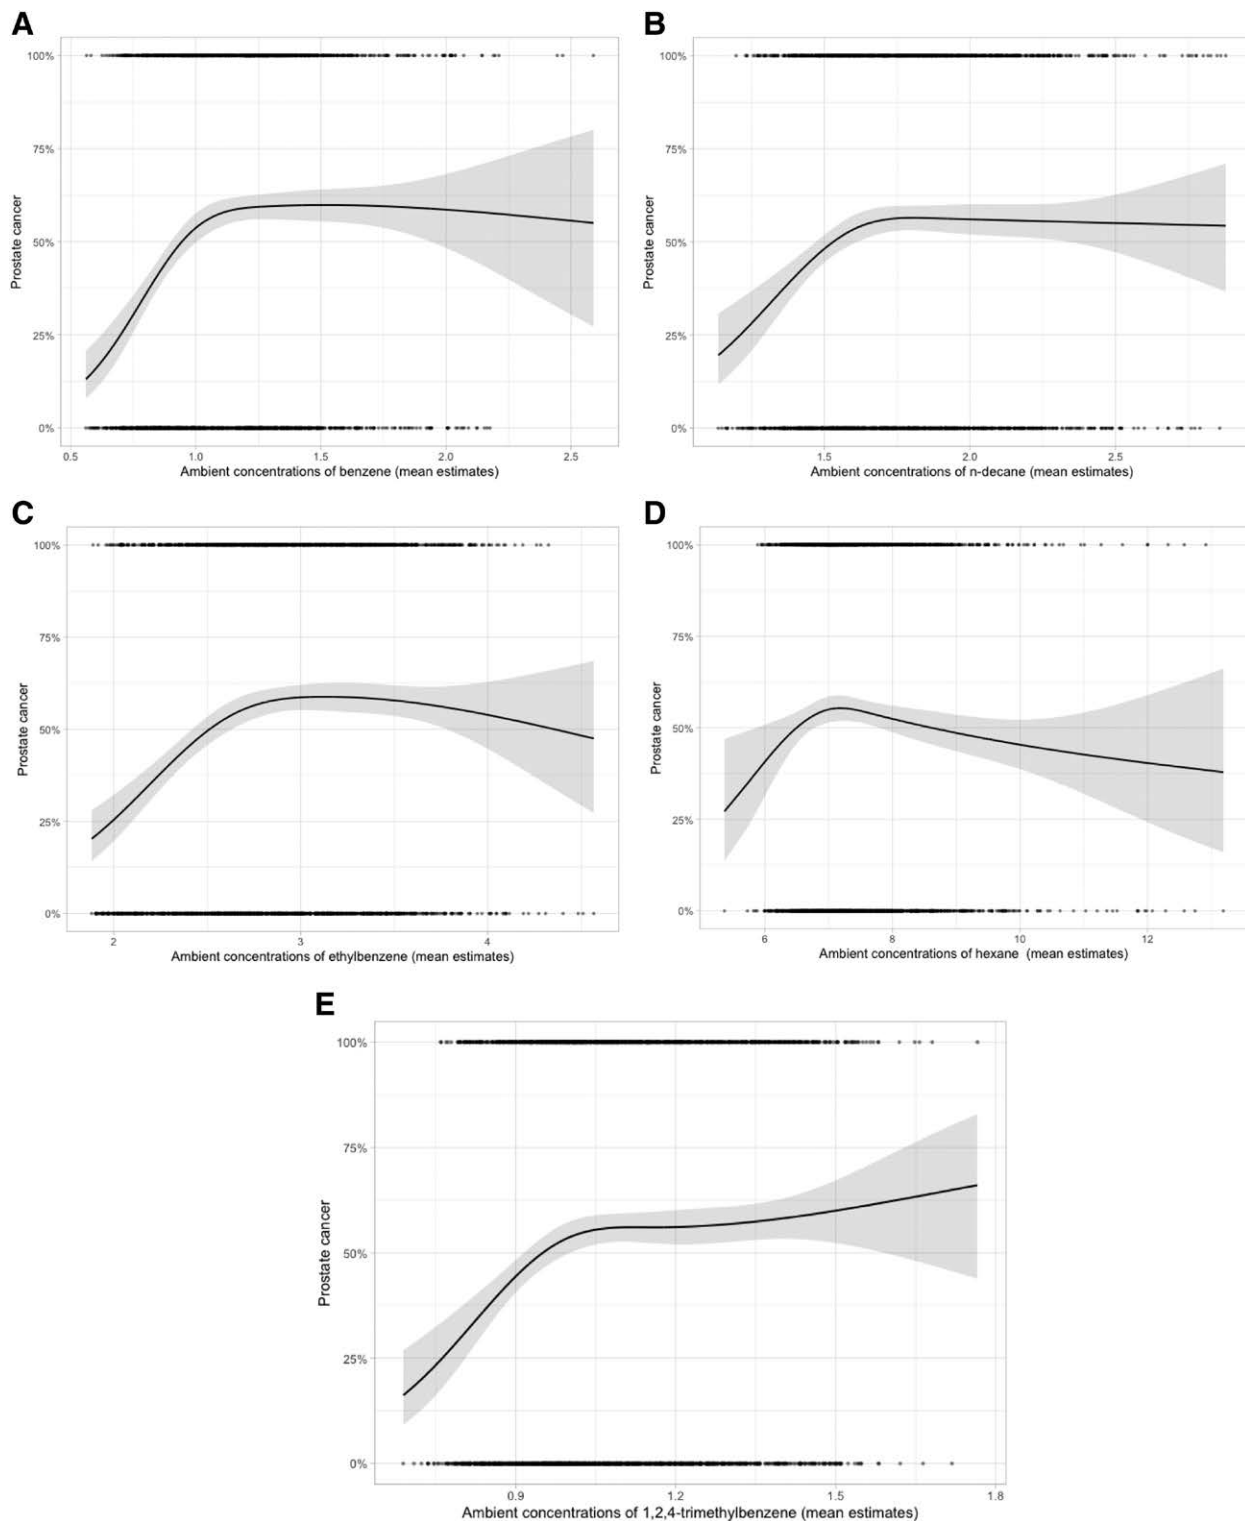 A
100%
75%
50%
25%
0%
Prostate cancer
0.5 1.0 1.5 2.0 2.5
Ambient concentrations of benzene (mean estimates)
B
100%
75%
50%
25%
0%
Prostate cancer
1.5 2.0 2.5
Ambient concentrations of n-decane (mean estimates)
C
100%
75%
50%
25%
0%
Prostate cancer
2 3 4
Ambient concentrations of ethylbenzene (mean estimates)
D
100%
75%
50%
25%
0%
Prostate cancer
6 8 10 12
Ambient concentrations of hexane (mean estimates)
E
100%
75%
50%
25%
0%
Prostate cancer
0.9 1.2 1.5 1.8
Ambient concentrations of 1,2,4-trimethylbenzene (mean estimates)